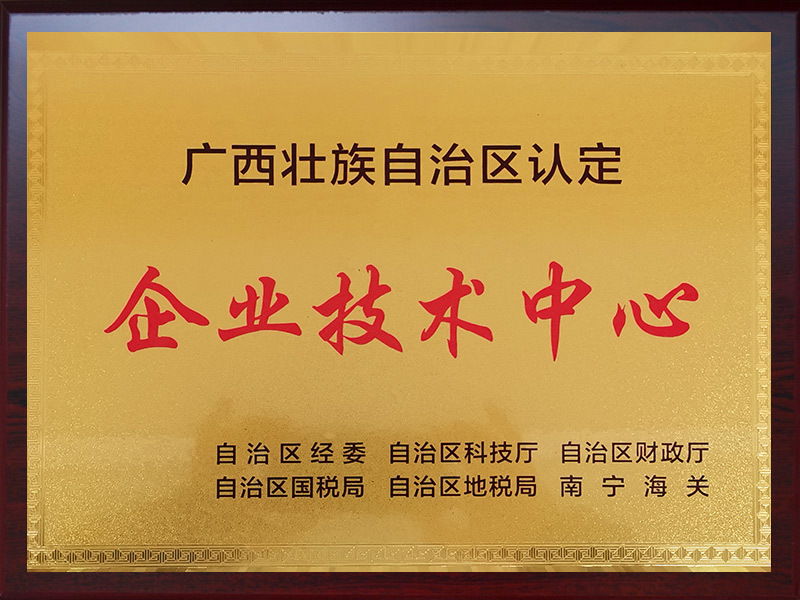 广西壮族自治区认定
企业技术中心
自治区经委 自治区科技厅 自治区财政厅
自治区国税局 自治区地税局 南宁海关